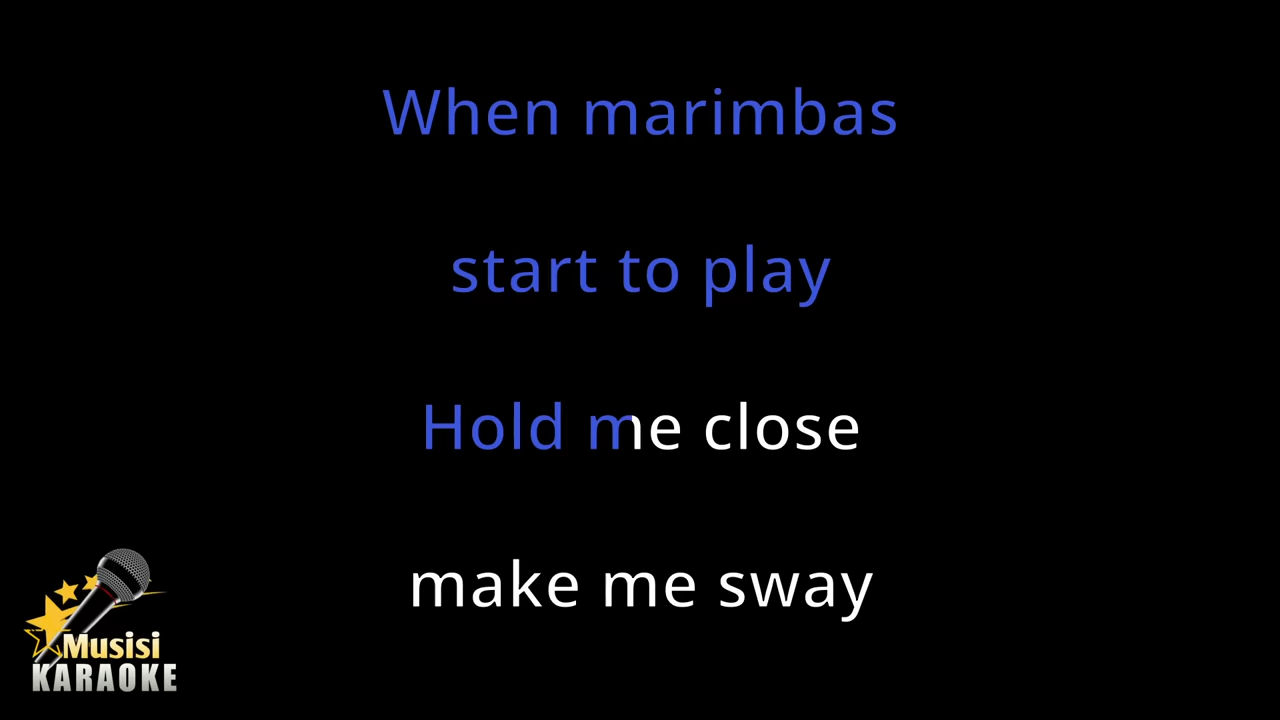 When marimbas
start to play
Hold me close
make me sway
Musisi
KARAOKE